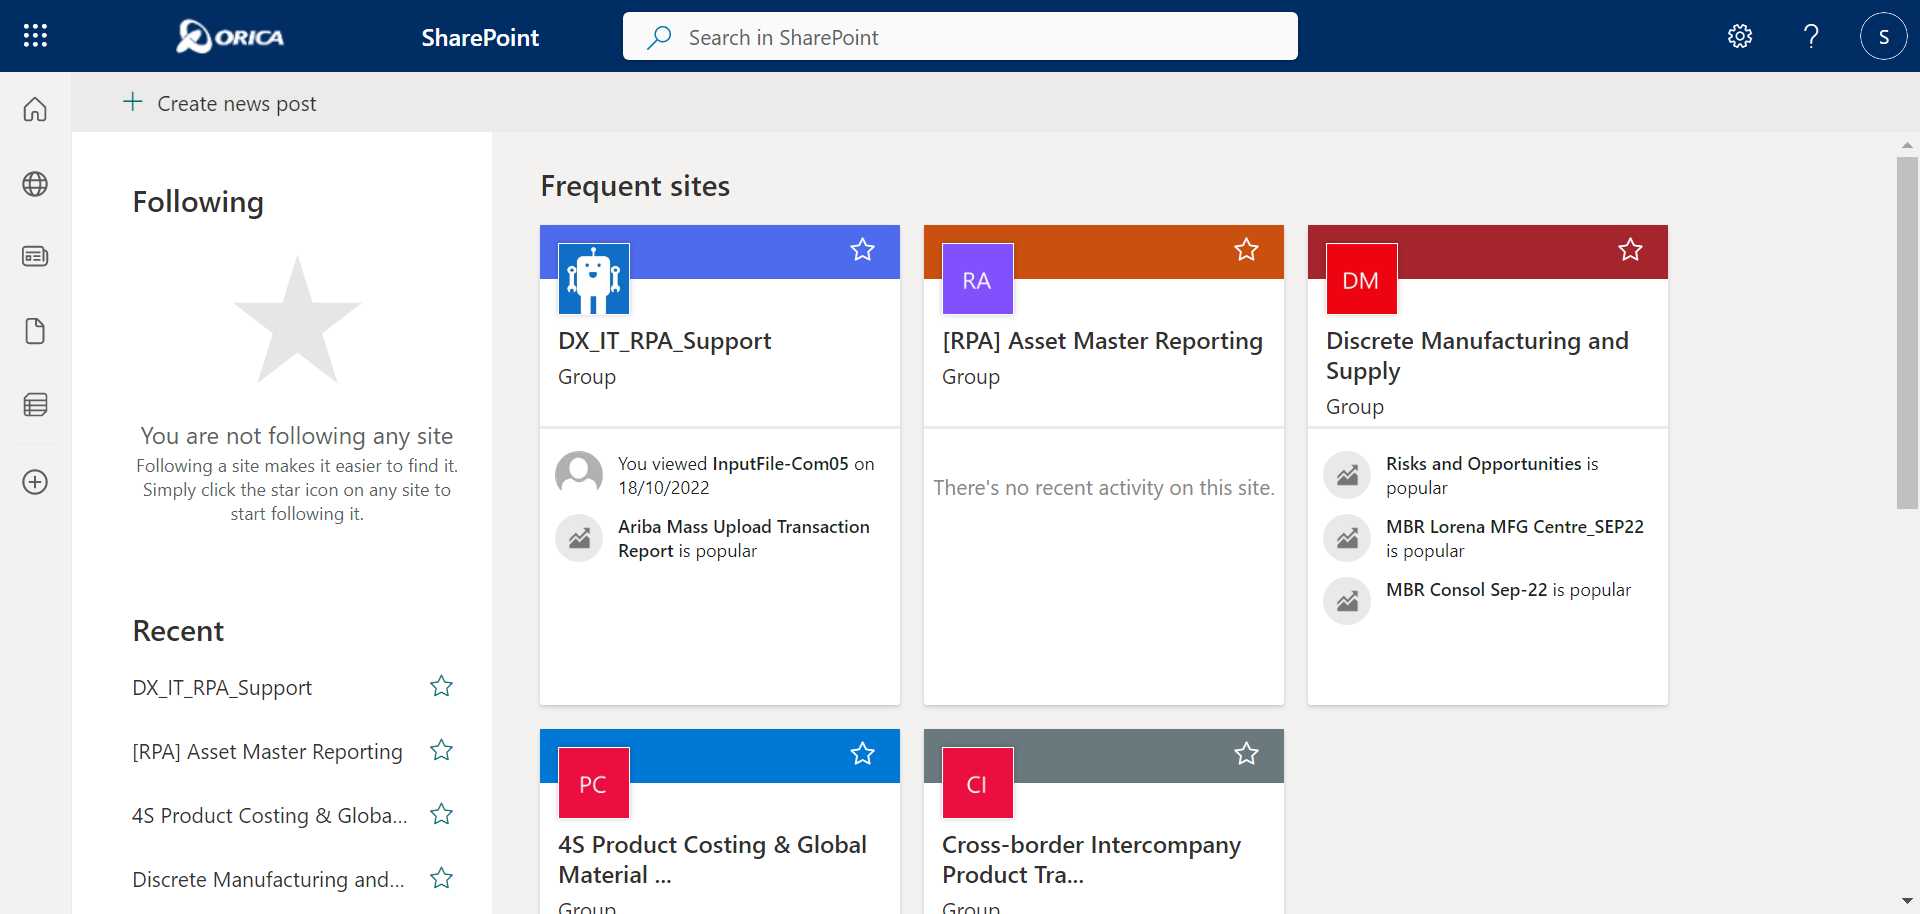 ORICA
SharePoint
Search in SharePoint
?
S
Create news post
Following
You are not following any site
Following a site makes it easier to find it.
Simply click the star icon on any site to
start following it.
Recent
DX_IT_RPA_Support
[RPA] Asset Master Reporting
4S Product Costing & Globa...
Discrete Manufacturing and...
Frequent sites
DX_IT_RPA_Support
Group
You viewed InputFile-Com05 on
18/10/2022
Ariba Mass Upload Transaction
Report is popular
RA
[RPA] Asset Master Reporting
Group
There's no recent activity on this site.
DM
Discrete Manufacturing and
Supply
Group
Risks and Opportunities is
popular
MBR Lorena MFG Centre_SEP22
is popular
MBR Consol Sep-22 is popular
PC
4S Product Costing & Global
Material ...
Group
CI
Cross-border Intercompany
Product Tra...
Group